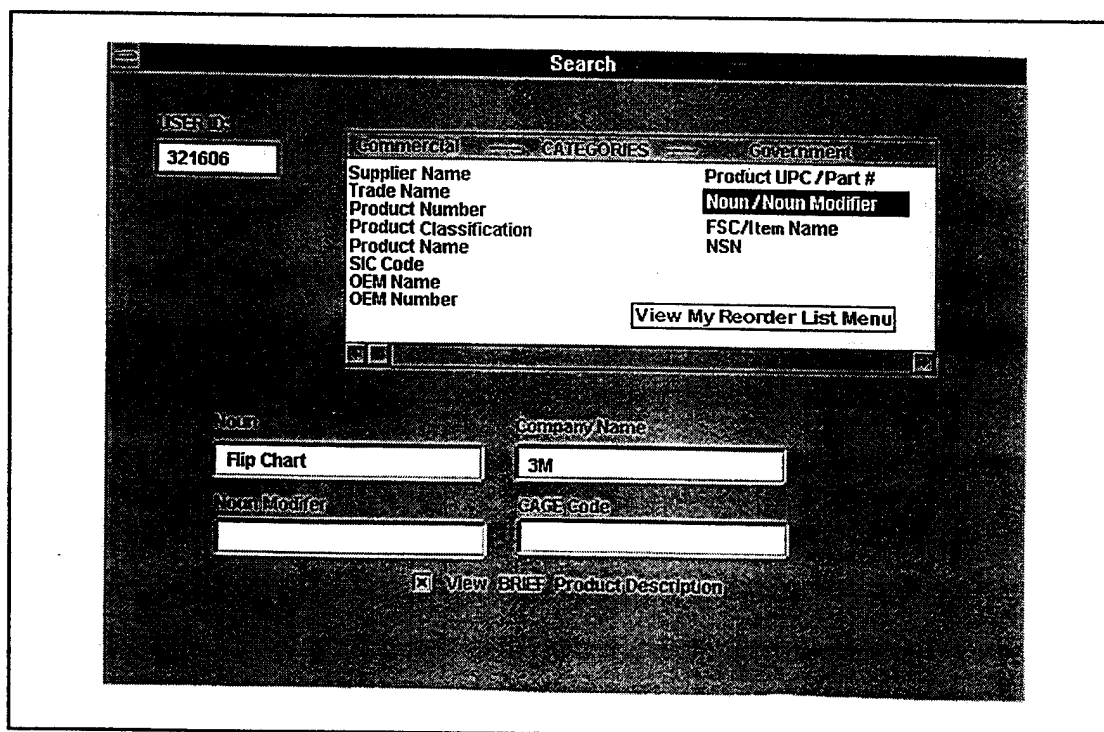 Search
USER ID:
321606
Commercial CATEGORIES Government
Supplier Name
Trade Name
Product Number
Product Classification
Product Name
SIC Code
OEM Name
OEM Number
Product UPC / Part #
Noun / Noun Modifier
FSC/Item Name
NSN
View My Reorder List Menu
Noun
Company Name
Flip Chart
3M
Noun Modifer
CAGE Code
View BRIEF Product Description